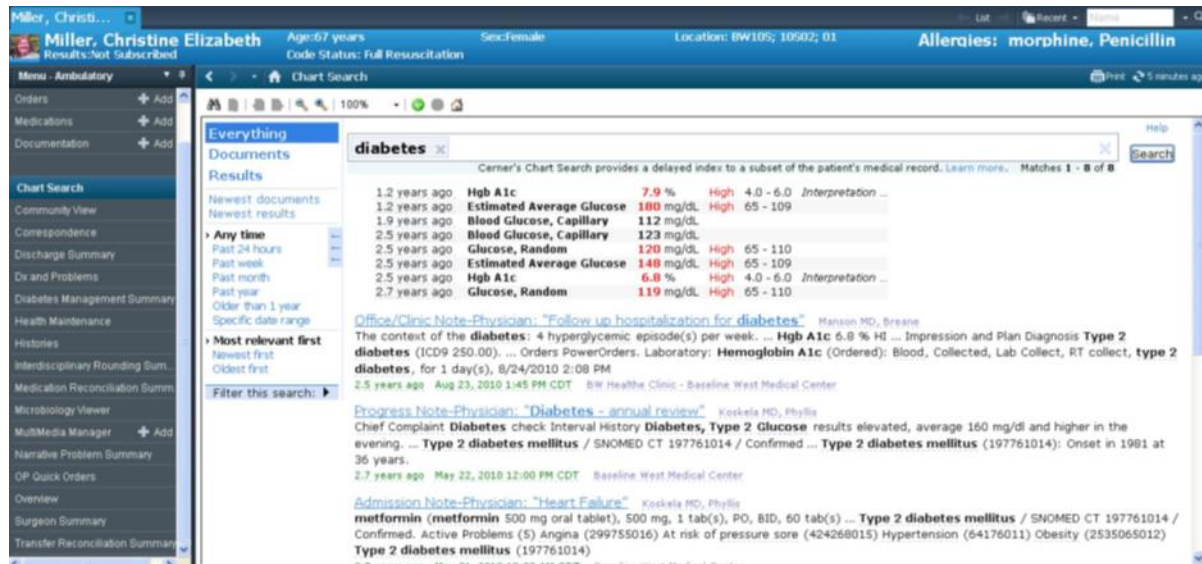 Miller, Christi...
List
Recent
Name
Miller, Christine Elizabeth
Results:Not Subscribed
Age:67 years
Code Status: Full Resuscitation
Sex:Female
Location: BW105; 10502; 01
Allergies: morphine, Penicillin
Menu - Ambulatory
Chart Search
Print
5 minutes ag
Orders
Add
Medications
Add
Documentation
Add
Chart Search
Community View
Correspondence
Discharge Summary
Dx and Problems
Diabetes Management Summary
Health Maintenance
Histories
Interdisciplinary Rounding Sum...
Medication Reconciliation Summ
Microbiology Viewer
MultiMedia Manager
Add
Narrative Problem Summary
OP Quick Orders
Overview
Surgeon Summary
Transfer Reconciliation Summary
100%
Everything
Documents
Results
Newest documents
Newest results
Any time
Past 24 hours
Past week
Past month
Past year
Older than 1 year
Specific date range
Most relevant first
Newest first
Oldest first
Filter this search:
Help
diabetes
Search
Cerner's Chart Search provides a delayed index to a subset of the patient's medical record. Learn more. Matches 1 - 8 of 8
1.2 years ago Hgb A1c 7.9 % High 4.0 - 6.0 Interpretation ...
1.2 years ago Estimated Average Glucose 180 mg/dL High 65 - 109
1.9 years ago Blood Glucose, Capillary 112 mg/dL
2.5 years ago Blood Glucose, Capillary 123 mg/dL
2.5 years ago Glucose, Random 120 mg/dL High 65 - 110
2.5 years ago Estimated Average Glucose 148 mg/dL High 65 - 109
2.5 years ago Hgb A1c 6.8 % High 4.0 - 6.0 Interpretation ...
2.7 years ago Glucose, Random 119 mg/dL High 65 - 110
Office/Clinic Note-Physician: "Follow up hospitalization for diabetes" Manson MD, Breane
The context of the diabetes: 4 hyperglycemic episode(s) per week. ... Hgb A1c 6.8 % HI ... Impression and Plan Diagnosis Type 2
diabetes (ICD9 250.00). ... Orders PowerOrders. Laboratory: Hemoglobin A1c (Ordered): Blood, Collected, Lab Collect, RT collect, type 2
diabetes, for 1 day(s), 8/24/2010 2:08 PM
2.5 years ago Aug 23, 2010 1:45 PM CDT BW Healthe Clinic - Baseline West Medical Center
Progress Note-Physician: "Diabetes - annual review" Koskela MD, Phyllis
Chief Complaint Diabetes check Interval History Diabetes, Type 2 Glucose results elevated, average 160 mg/dl and higher in the
evening. ... Type 2 diabetes mellitus / SNOMED CT 197761014 / Confirmed ... Type 2 diabetes mellitus (197761014): Onset in 1981 at
36 years.
2.7 years ago May 22, 2010 12:00 PM CDT Baseline West Medical Center
Admission Note-Physician: "Heart Failure" Koskela MD, Phyllis
metformin (metformin 500 mg oral tablet), 500 mg, 1 tab(s), PO, BID, 60 tab(s) ... Type 2 diabetes mellitus / SNOMED CT 197761014 /
Confirmed. Active Problems (5) Angina (299755016) At risk of pressure sore (424268015) Hypertension (64176011) Obesity (2535065012)
Type 2 diabetes mellitus (197761014)